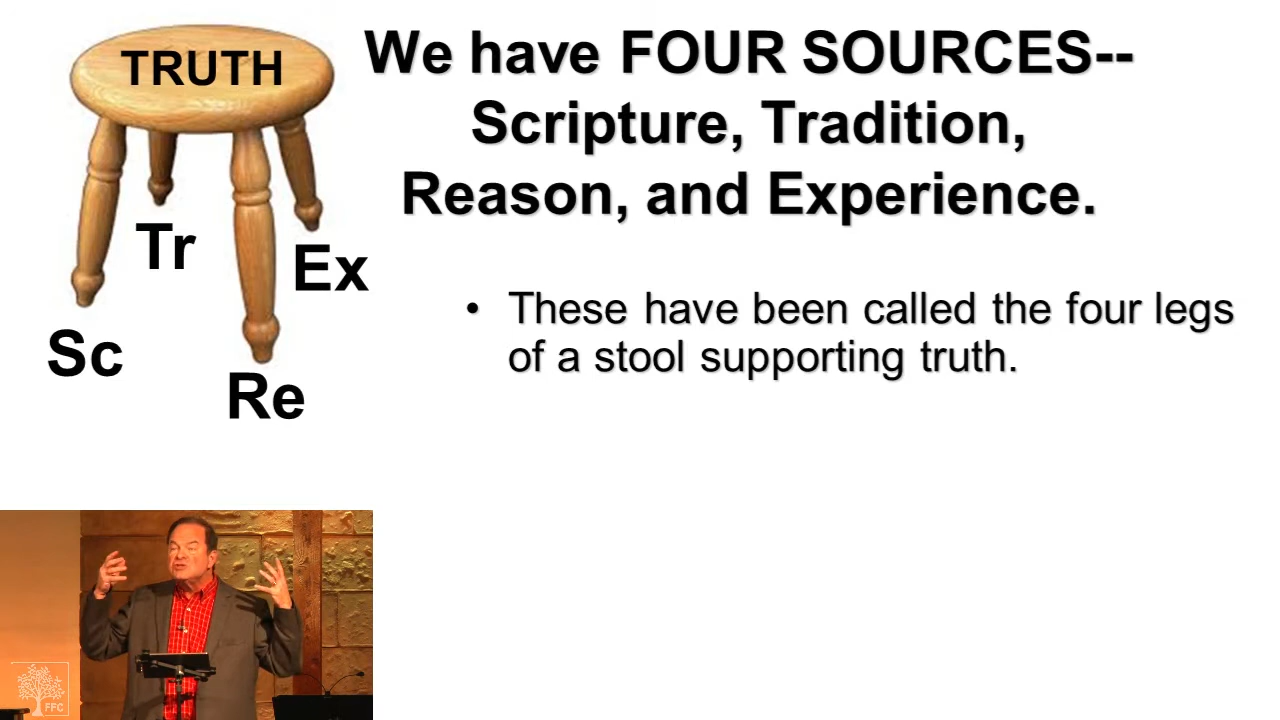 TRUTH
We have FOUR SOURCES--
Scripture, Tradition,
Reason, and Experience.
Tr
Ex
Sc
Re
• These have been called the four legs
of a stool supporting truth.
FFC